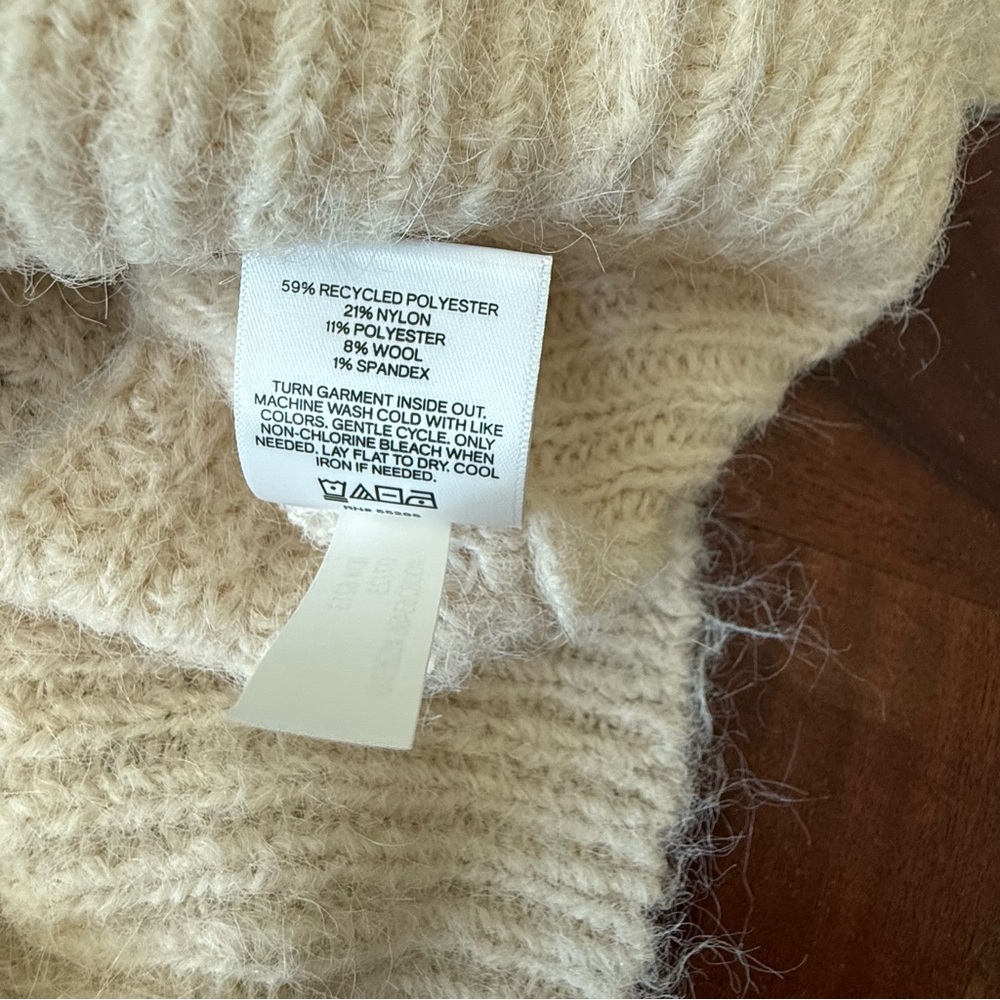 59% RECYCLED POLYESTER
21% NYLON
11% POLYESTER
8% WOOL
1% SPANDEX
TURN GARMENT INSIDE OUT.
MACHINE WASH COLD WITH LIKE
COLORS. GENTLE CYCLE. ONLY
NON-CHLORINE BLEACH WHEN
NEEDED. LAY FLAT TO DRY. COOL
IRON IF NEEDED.
RN#